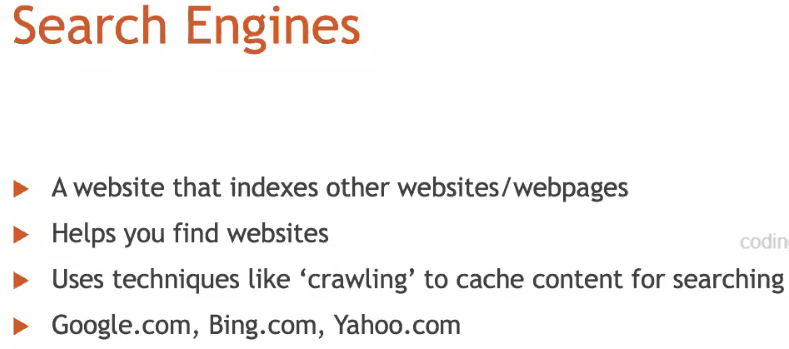 Search Engines
A website that indexes other websites/webpages
Helps you find websites
Uses techniques like ‘crawling’ to cache content for searching
Google.com, Bing.com, Yahoo.com